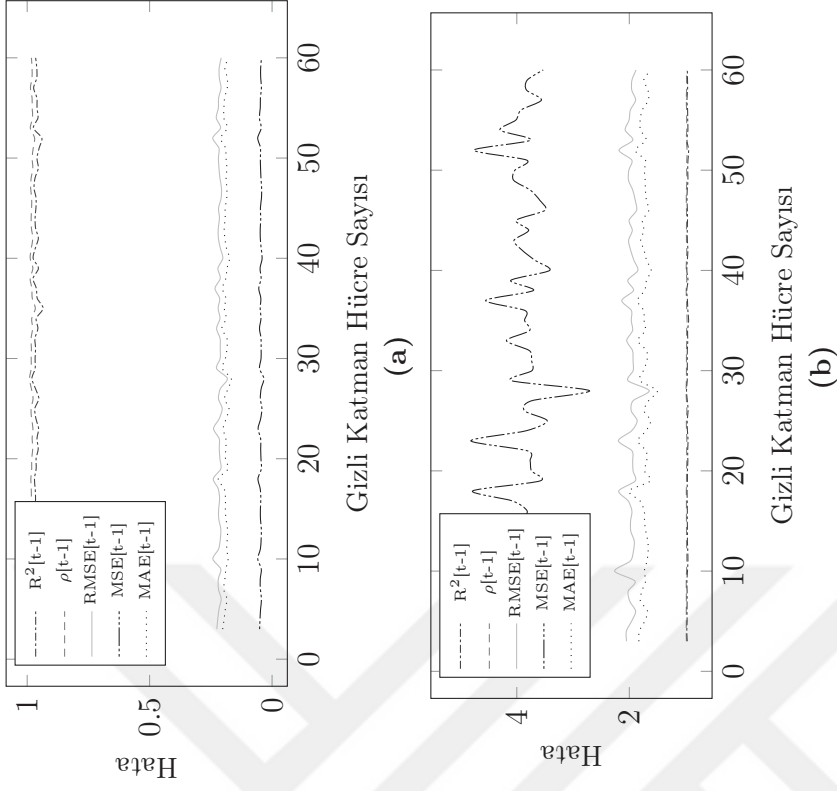 1
0.5
0
Hata
R²[t-1]
ρ[t-1]
RMSE[t-1]
MSE[t-1]
MAE[t-1]
0 10 20 30 40 50 60
Gizli Katman Hücre Sayısı
(a)
4
2
Hata
R²[t-1]
ρ[t-1]
RMSE[t-1]
MSE[t-1]
MAE[t-1]
0 10 20 30 40 50 60
Gizli Katman Hücre Sayısı
(b)